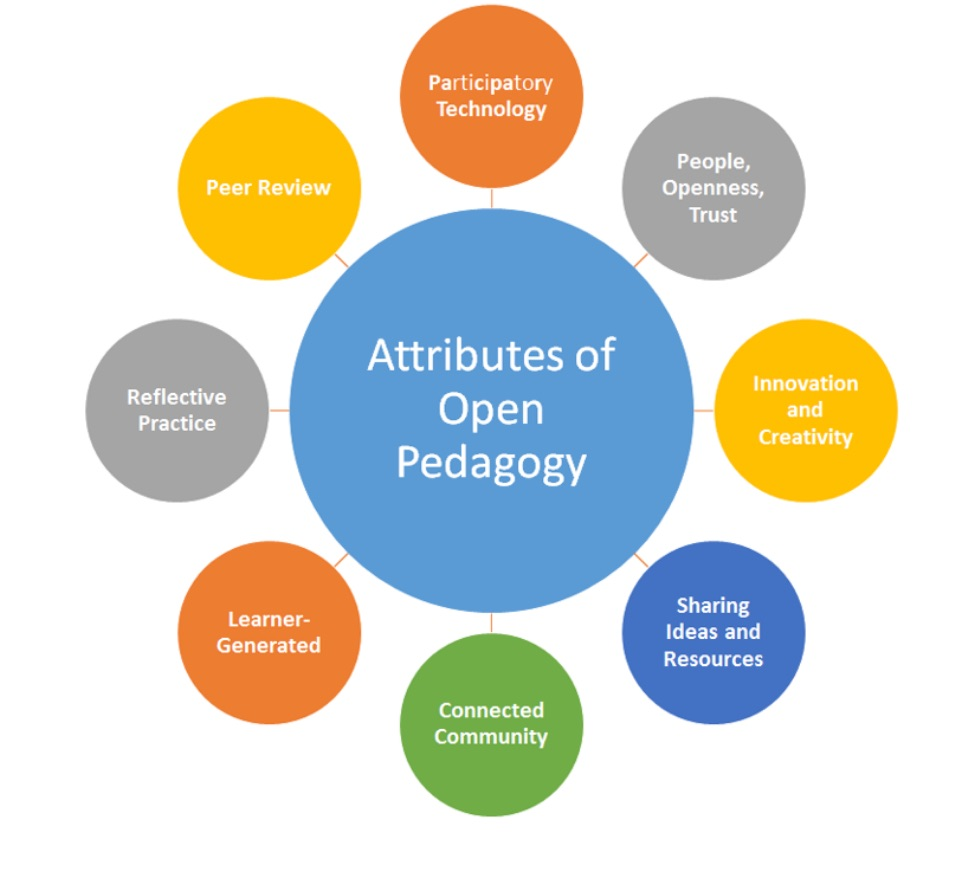 Participatory
Technology
People,
Openness,
Trust
Innovation
and
Creativity
Sharing
Ideas and
Resources
Connected
Community
Learner-
Generated
Reflective
Practice
Peer Review
Attributes of
Open
Pedagogy